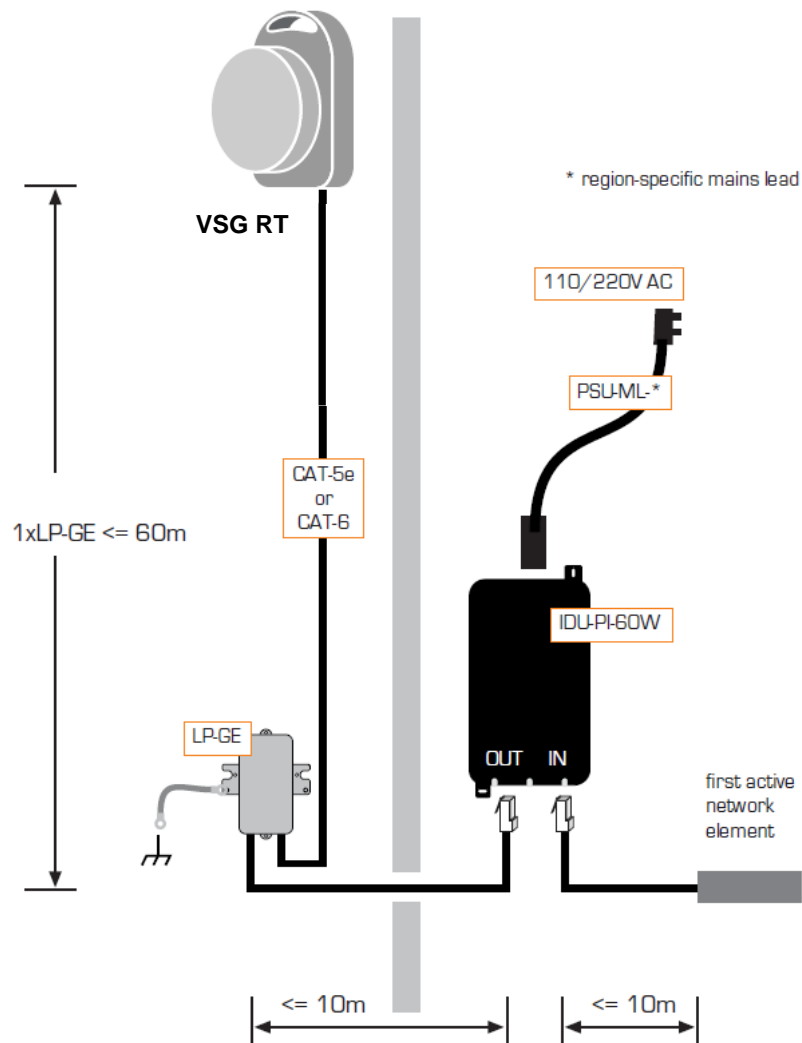 * region-specific mains lead
VSG RT
110/220V AC
PSU-ML-*
CAT-5e
or
CAT-6
1xLP-GE <= 60m
IDU-PI-60W
LP-GE
OUT IN
first active
network
element
<= 10m
<= 10m